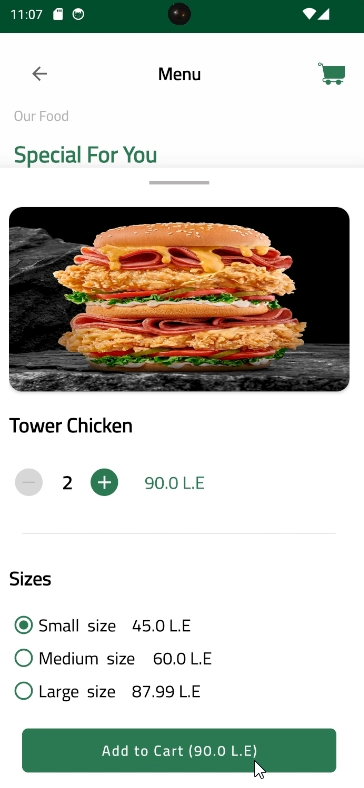 11:07
Menu
Our Food
Special For You
Tower Chicken
2 90.0 L.E
Sizes
Small size 45.0 L.E
Medium size 60.0 L.E
Large size 87.99 L.E
Add to Cart (90.0 L.E)